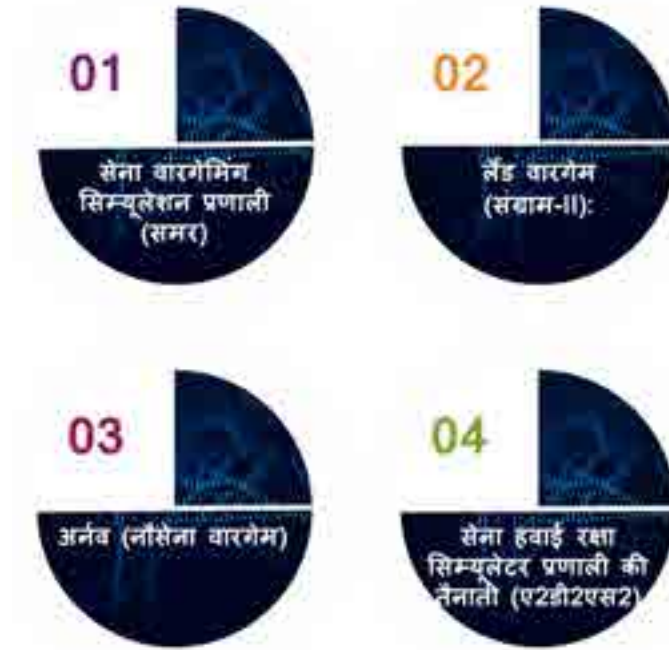 01
सेना वारगेमिंग
सिम्यूलेशन प्रणाली
(समर)
02
लैंड वारगेम
(संग्राम-II):
03
अर्नव (नौसेना वारगेम)
04
सेना हवाई रक्षा
सिम्यूलेटर प्रणाली की
तैनाती (ए2डी2एस2)